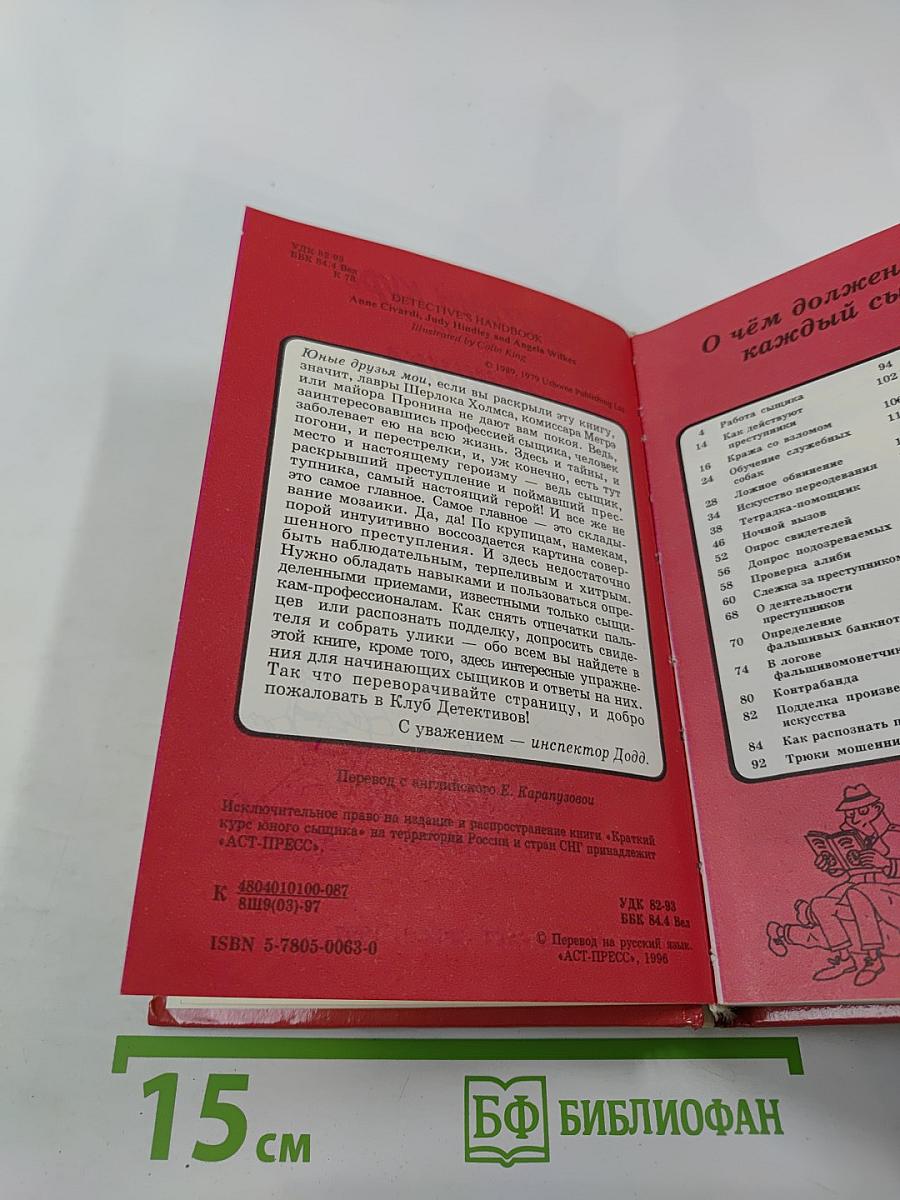 УДК 82-93
ББК 84.4 Вел
К 78
DETECTIVE'S HANDBOOK
Anne Civardi, Judy Hindley and Angela Wilkes
Illustrated by Colin King
© 1989, 1979 Usborne Publishing Ltd
Юные друзья мои, если вы раскрыли эту книгу,
значит, лавры Шерлока Холмса, комиссара Мегрэ
или майора Пронина не дают вам покоя. Ведь,
заинтересовавшись профессией сыщика, человек
заболевает ею на всю жизнь. Здесь и тайны, и
погони, и перестрелки, и, уж конечно, есть тут
место и настоящему героизму — ведь сыщик,
раскрывший преступление и поймавший прес-
тупника, самый настоящий герой! И все же не
это самое главное. Самое главное — это склады-
вание мозаики. Да, да! По крупицам, намекам,
порой интуитивно воссоздается картина совер-
шенного преступления. И здесь недостаточно
быть наблюдательным, терпеливым и хитрым.
Нужно обладать навыками и пользоваться опре-
деленными приемами, известными только сыщи-
кам-профессионалам. Как снять отпечатки паль-
цев или распознать подделку, допросить свиде-
теля и собрать улики — обо всем вы найдете в
этой книге, кроме того, здесь интересные упражне-
ния для начинающих сыщиков и ответы на них.
Так что переворачивайте страницу, и добро
пожаловать в Клуб Детективов!
С уважением — инспектор Додд.
Перевод с английского Е. Карапузовой
Исключительное право на издание и распространение книги «Краткий
курс юного сыщика» на территории России и стран СНГ принадлежит
«АСТ-ПРЕСС».
К 4804010100-087
8Ш9(03)-97
УДК 82-93
ББК 84.4 Вел
ISBN 5-7805-0063-0
© Перевод на русский язык.
«АСТ-ПРЕСС», 1996
О чём должен
каждый сы
4 Работа сыщика
14 Как действуют
преступники
16 Кража со взломом
24 Обучение служебных
собак
28 Ложное обвинение
34 Искусство переодевания
38 Тетрадка-помощник
46 Ночной вызов
52 Опрос свидетелей
56 Допрос подозреваемых
58 Проверка алиби
60 Слежка за преступником
68 О деятельности
преступников
70 Определение
фальшивых банкнот
74 В логове
фальшивомонетчик
80 Контрабанда
82 Подделка произве
искусства
84 Как распознать п
92 Трюки мошенни
94
102
15 см
БФ БИБЛИОФАН